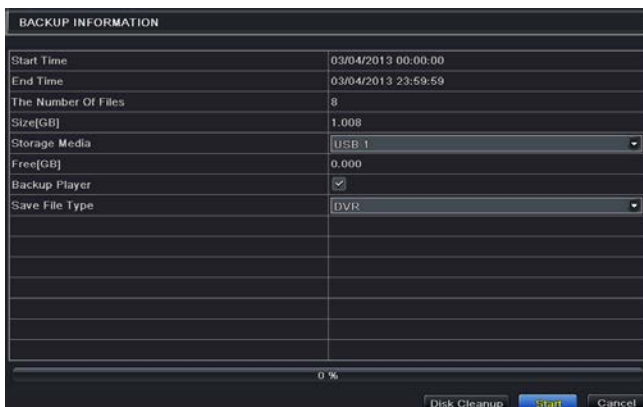 BACKUP INFORMATION
Start Time 03/04/2013 00:00:00
End Time 03/04/2013 23:59:59
The Number Of Files 8
Size[GB] 1.008
Storage Media USB 1
Free[GB] 0.000
Backup Player
Save File Type DVR
0 %
Disk Cleanup Start Cancel